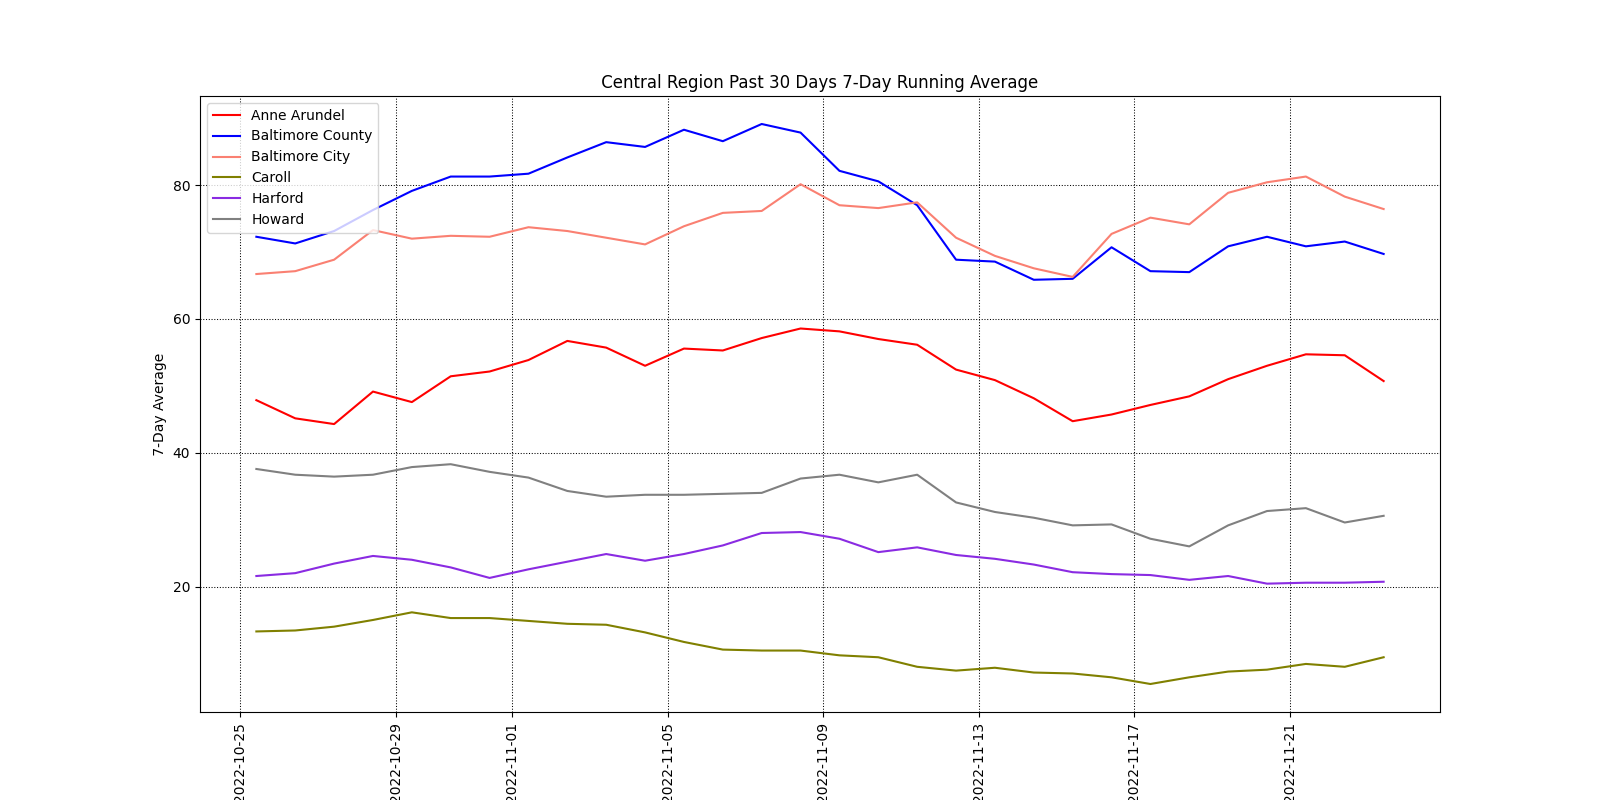 Central Region Past 30 Days 7-Day Running Average
Anne Arundel
Baltimore County
Baltimore City
Caroll
Harford
Howard
7-Day Average
80
60
40
20
2022-10-25
2022-10-29
2022-11-01
2022-11-05
2022-11-09
2022-11-13
2022-11-17
2022-11-21